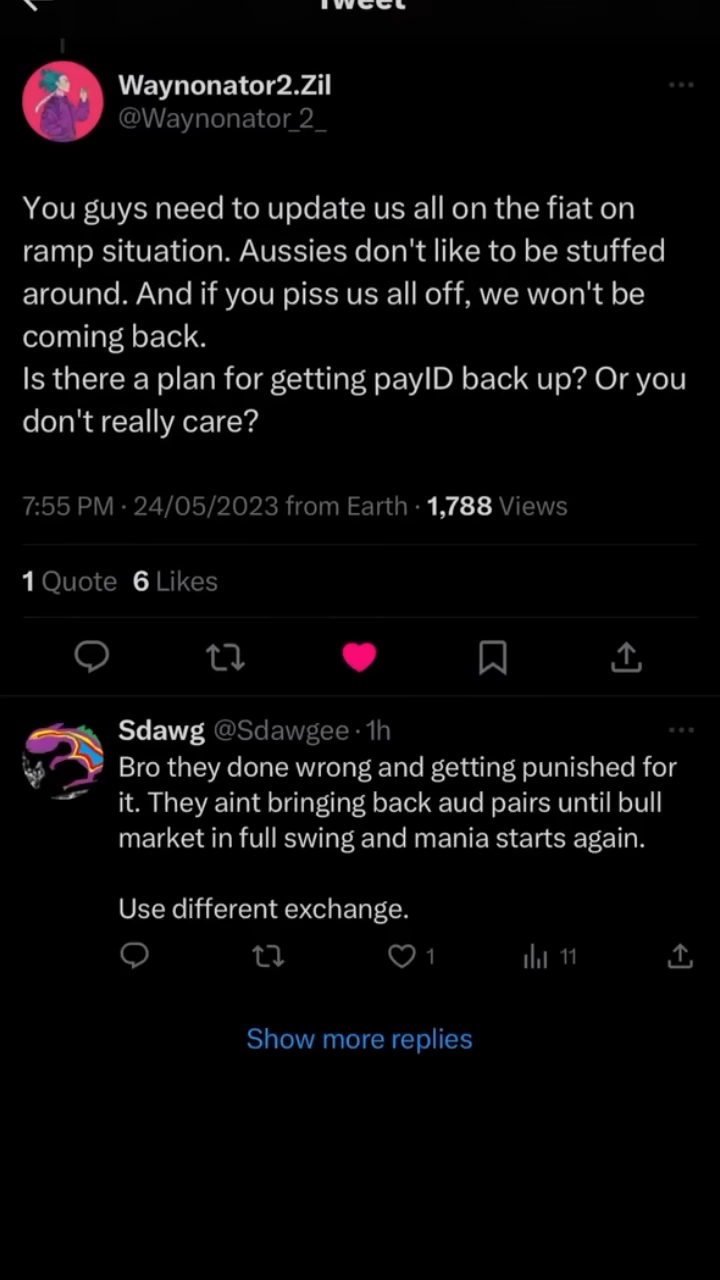 Tweet
Waynonator2.Zil
@Waynonator_2_
You guys need to update us all on the fiat on
ramp situation. Aussies don't like to be stuffed
around. And if you piss us all off, we won't be
coming back.
Is there a plan for getting payID back up? Or you
don't really care?
7:55 PM · 24/05/2023 from Earth · 1,788 Views
1 Quote 6 Likes
Sdawg @Sdawgee · 1h
Bro they done wrong and getting punished for
it. They aint bringing back aud pairs until bull
market in full swing and mania starts again.
Use different exchange.
1 11
Show more replies